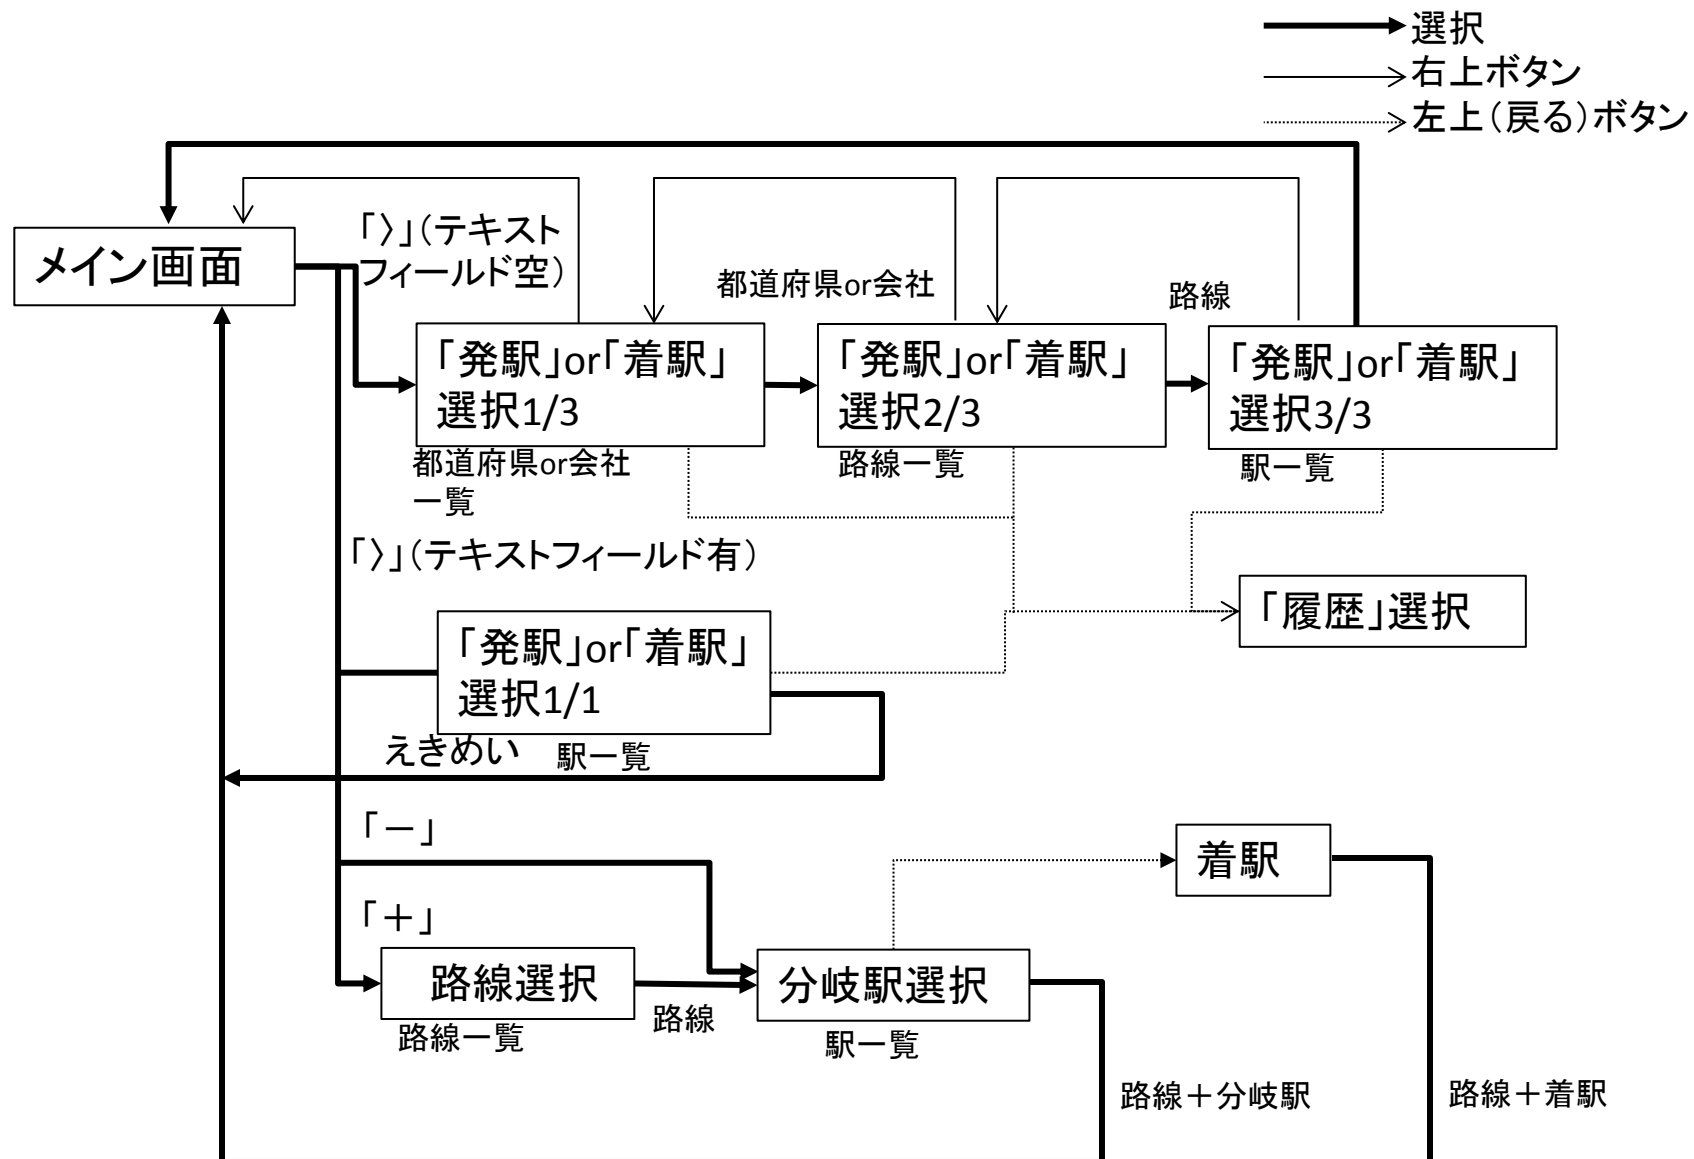 選択
右上ボタン
左上（戻る）ボタン
メイン画面
「〉」（テキスト
フィールド空）
都道府県or会社
路線
「発駅」or「着駅」
選択1/3
都道府県or会社
一覧
「発駅」or「着駅」
選択2/3
路線一覧
「発駅」or「着駅」
選択3/3
駅一覧
「〉」（テキストフィールド有）
「履歴」選択
「発駅」or「着駅」
選択1/1
えきめい
駅一覧
「－」
着駅
「＋」
路線選択
路線一覧
路線
分岐駅選択
駅一覧
路線＋分岐駅
路線＋着駅